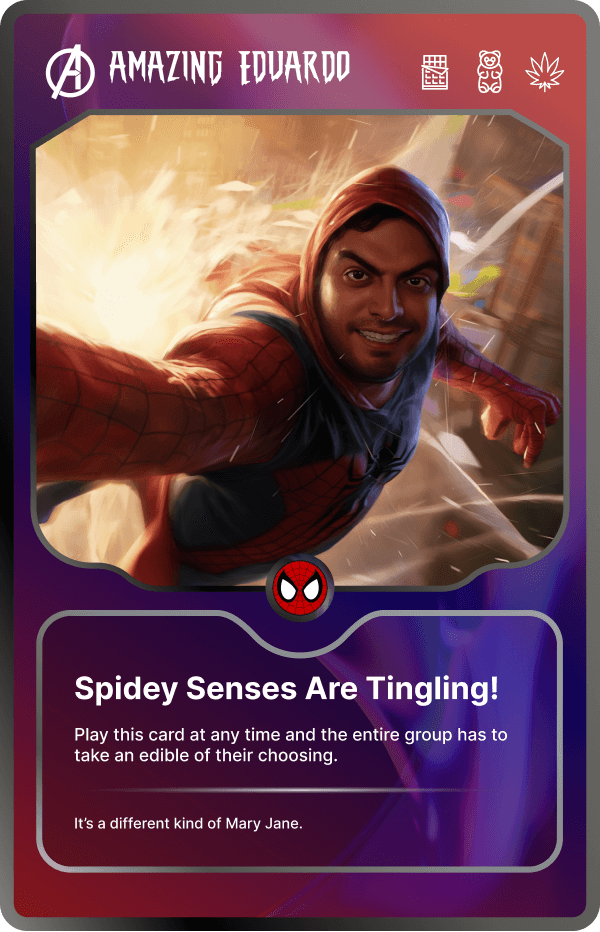 AMAZING EDUARDO
Spidey Senses Are Tingling!
Play this card at any time and the entire group has to
take an edible of their choosing.
It's a different kind of Mary Jane.